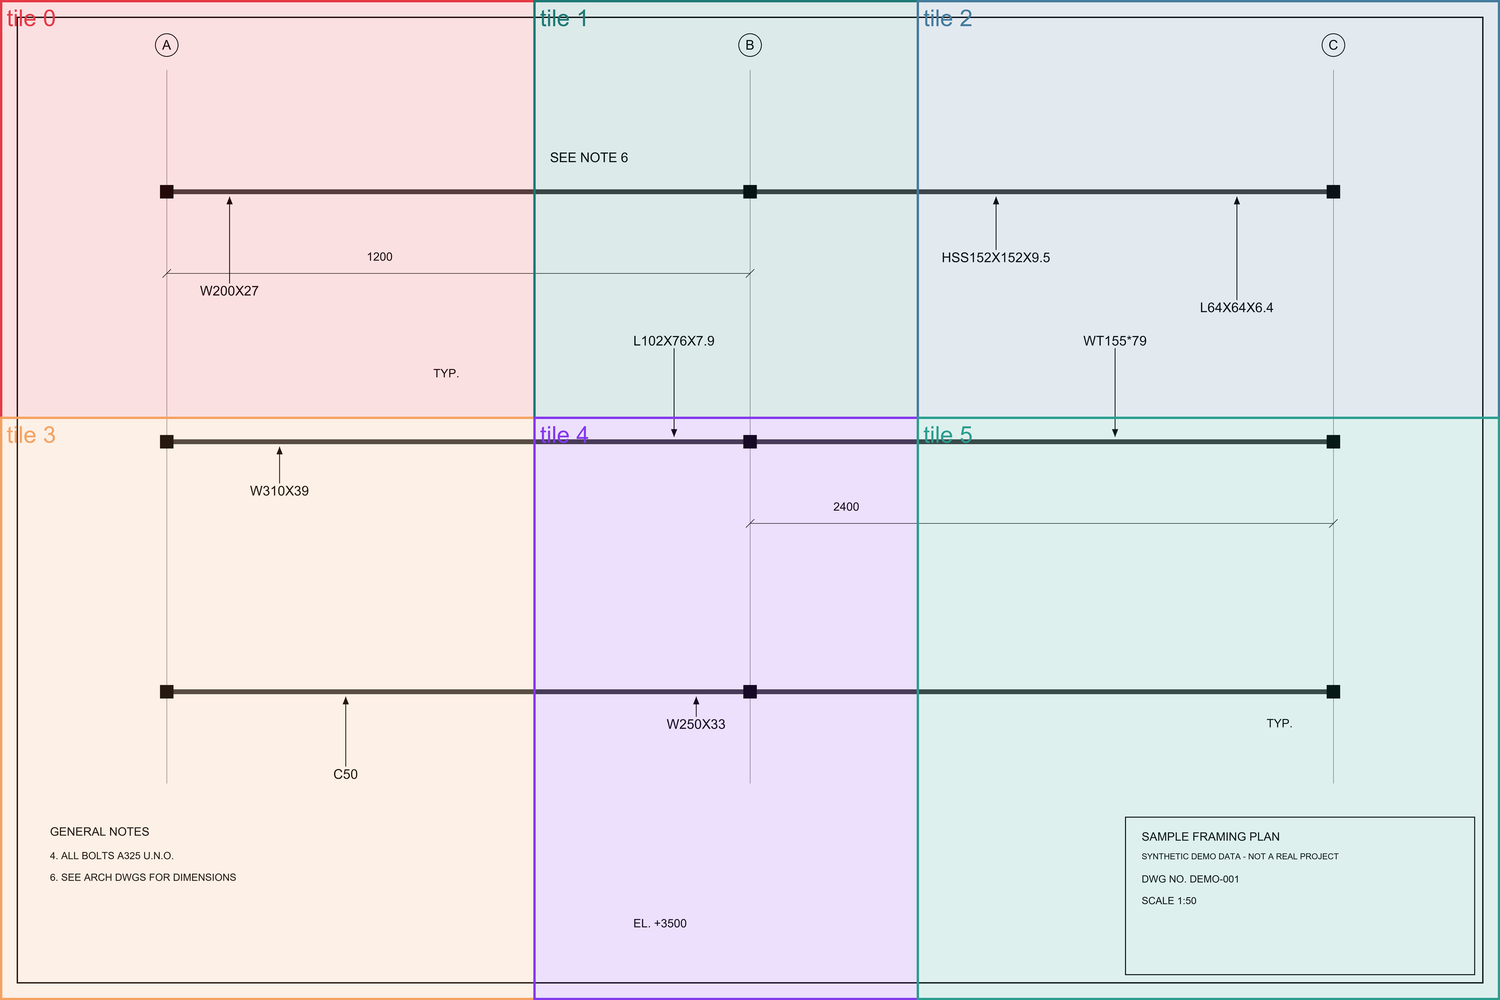 tile 0
tile 1
tile 2
A
B
C
SEE NOTE 6
1200
HSS152X152X9.5
W200X27
L64X64X6.4
L102X76X7.9
WT155*79
TYP.
tile 3
tile 4
tile 5
W310X39
2400
W250X33
TYP.
C50
GENERAL NOTES
4. ALL BOLTS A325 U.N.O.
6. SEE ARCH DWGS FOR DIMENSIONS
EL. +3500
SAMPLE FRAMING PLAN
SYNTHETIC DEMO DATA - NOT A REAL PROJECT
DWG NO. DEMO-001
SCALE 1:50